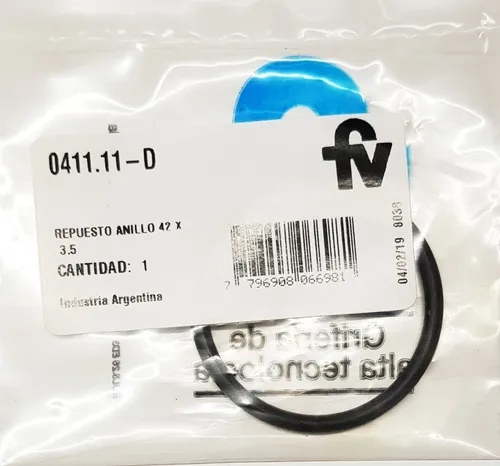 0411.11-D
fv
REPUESTO ANILLO 42 X
3.5
CANTIDAD: 1
Industria Argentina
7 796908 066981
04/02/19 8038
Grifería de
alta tecnología